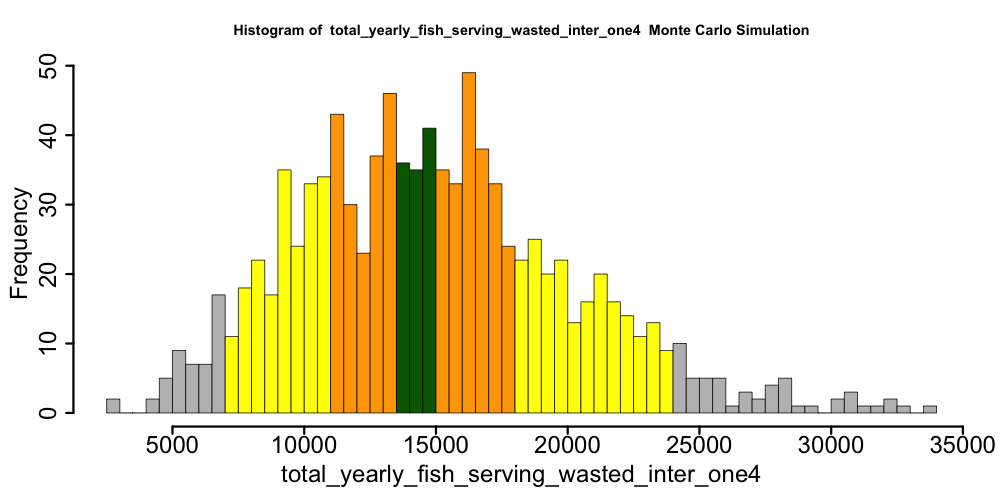 Histogram of  total_yearly_fish_serving_wasted_inter_one4  Monte Carlo Simulation
Frequency
50
40
30
20
10
0
5000 10000 15000 20000 25000 30000 35000
total_yearly_fish_serving_wasted_inter_one4